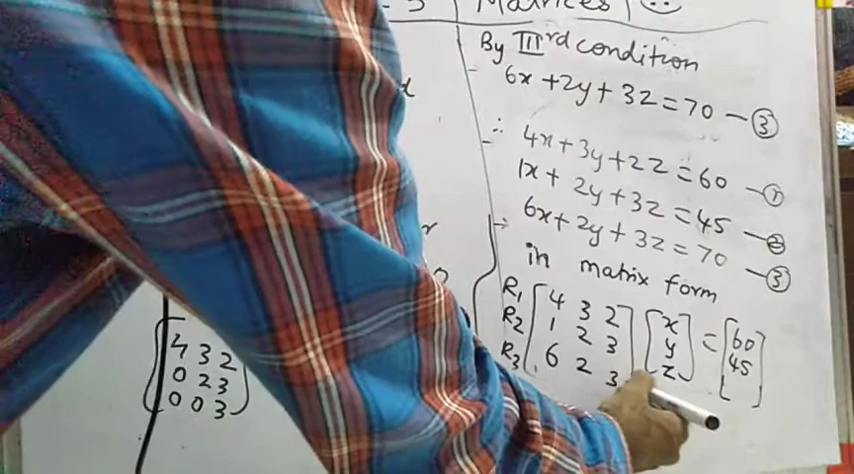 Matrices
By IIIrd condition
6x + 2y + 3z = 70 - ③
∴ 4x + 3y + 2z = 60 - ①
1x + 2y + 3z = 45 - ②
6x + 2y + 3z = 70 - ③
in matrix form
R1 [ 4 3 2 ] [ x ] = [ 60 ]
R2 [ 1 2 3 ] [ y ] [ 45 ]
R3 [ 6 2 3 ] [ z ]
4 3 2
0 2 3
0 0 3